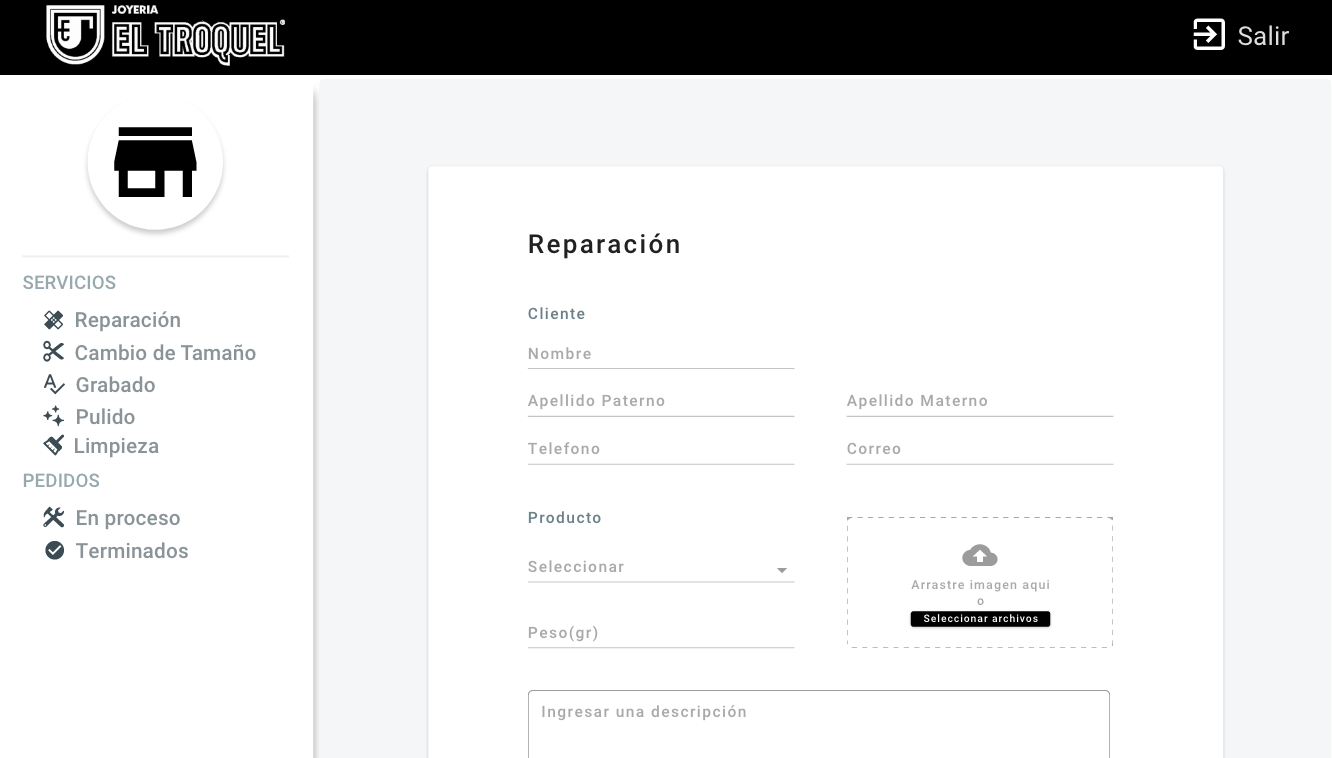 JOYERIA
EL TROQUEL
Salir
SERVICIOS
Reparación
Cambio de Tamaño
Grabado
Pulido
Limpieza
PEDIDOS
En proceso
Terminados
Reparación
Cliente
Nombre
Apellido Paterno
Apellido Materno
Telefono
Correo
Producto
Seleccionar
Peso(gr)
Arrastre imagen aqui
o
Seleccionar archivos
Ingresar una descripción